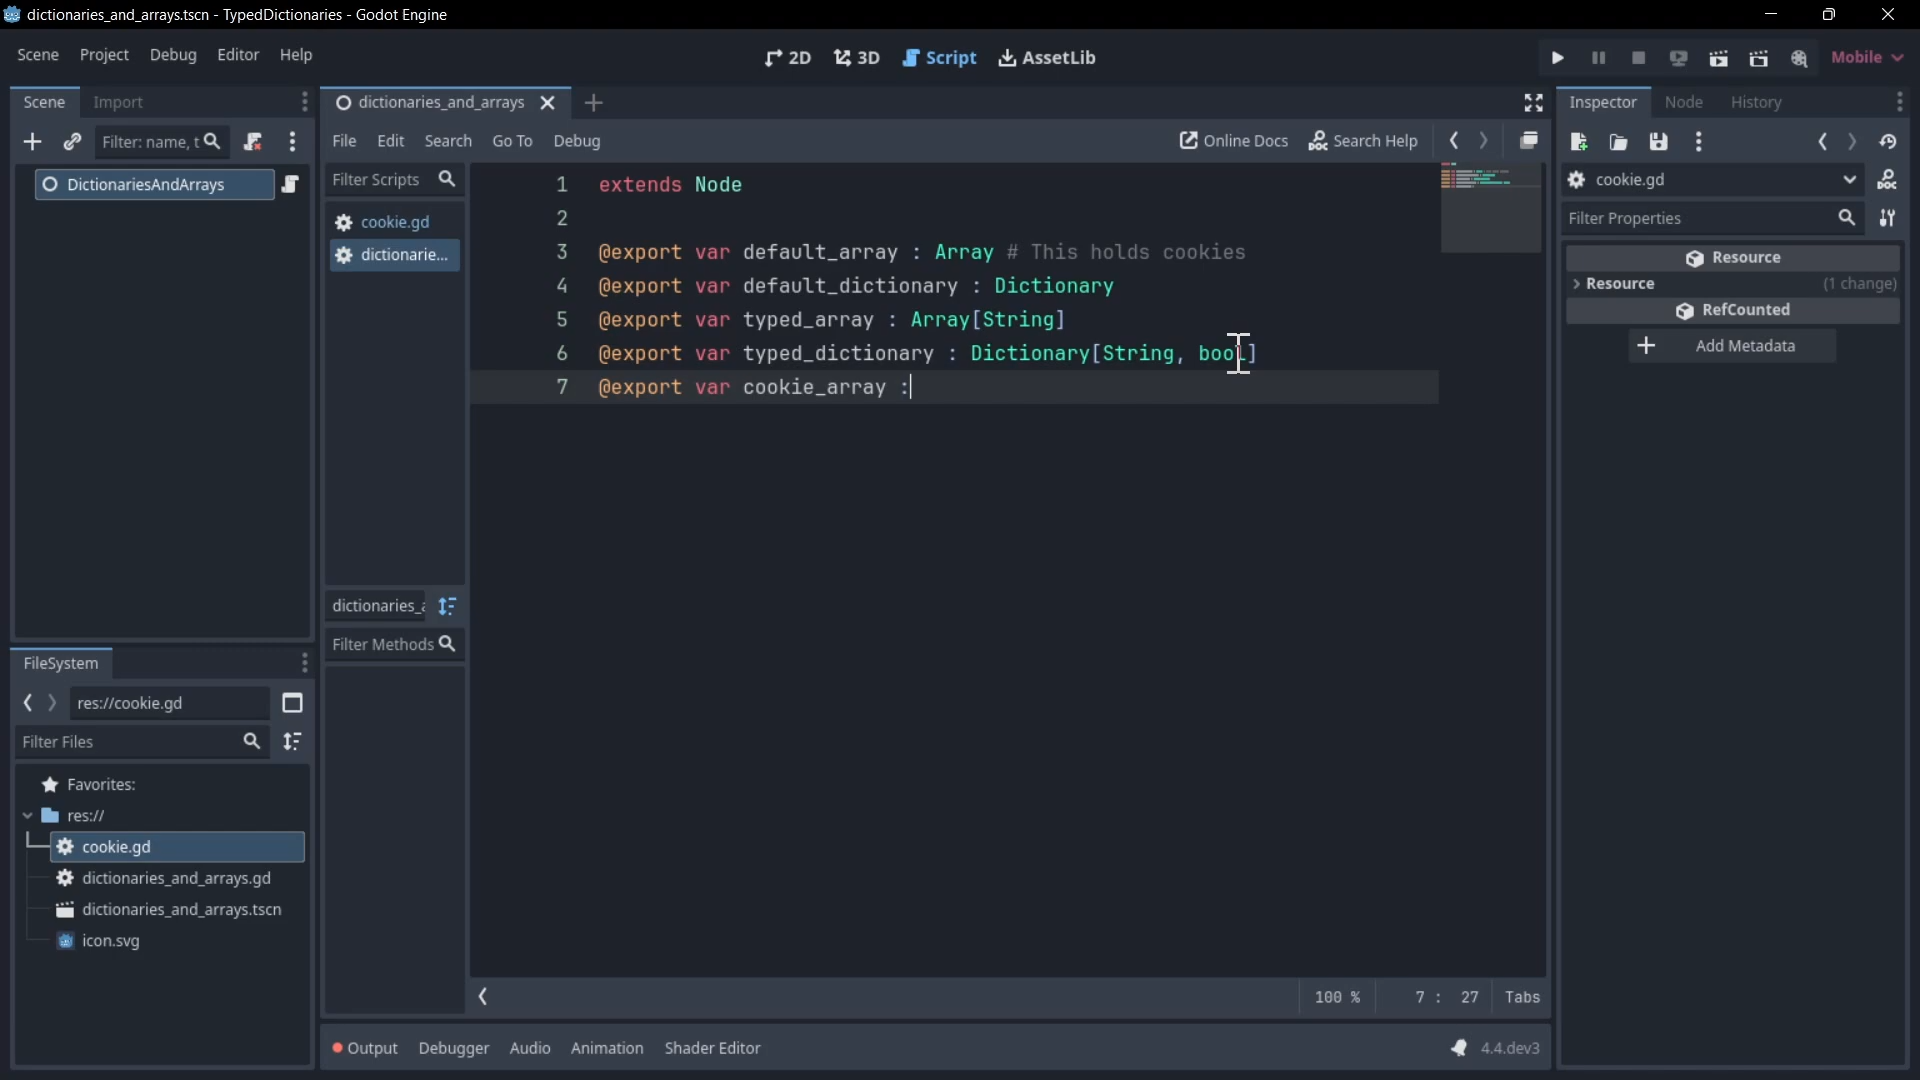 dictionaries_and_arrays.tscn - TypedDictionaries - Godot Engine
Scene Project Debug Editor Help
2D 3D Script AssetLib
Mobile
Scene Import
dictionaries_and_arrays
Inspector Node History
Filter: name, t
File Edit Search Go To Debug
Online Docs Search Help
DictionariesAndArrays
Filter Scripts
cookie.gd
dictionarie...
1 extends Node
2
3 @export var default_array : Array # This holds cookies
4 @export var default_dictionary : Dictionary
5 @export var typed_array : Array[String]
6 @export var typed_dictionary : Dictionary[String, bool]
7 @export var cookie_array :
cookie.gd
Filter Properties
Resource
Resource (1 change)
RefCounted
Add Metadata
dictionaries_a
Filter Methods
FileSystem
res://cookie.gd
Filter Files
Favorites:
res://
cookie.gd
dictionaries_and_arrays.gd
dictionaries_and_arrays.tscn
icon.svg
100 % 7 : 27 Tabs
Output Debugger Audio Animation Shader Editor
4.4.dev3